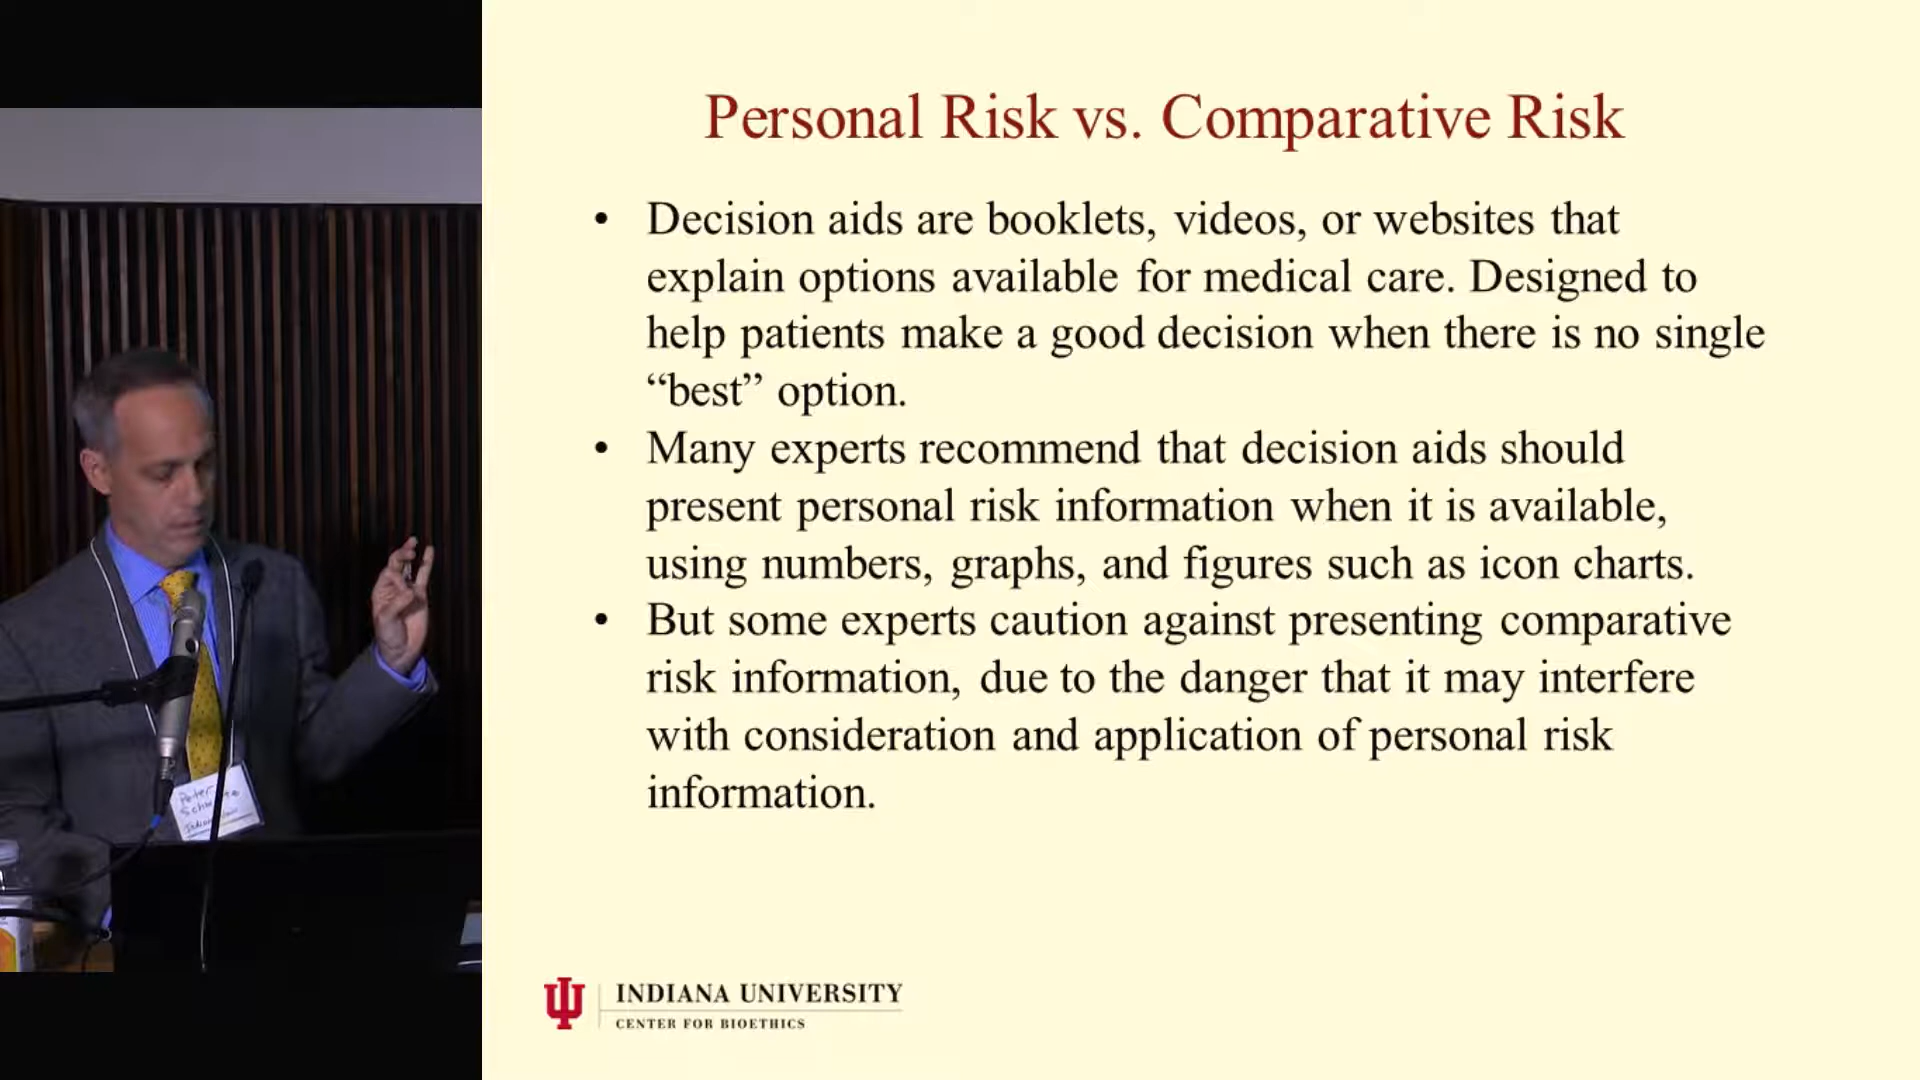 Personal Risk vs. Comparative Risk
• Decision aids are booklets, videos, or websites that
explain options available for medical care. Designed to
help patients make a good decision when there is no single
“best” option.
• Many experts recommend that decision aids should
present personal risk information when it is available,
using numbers, graphs, and figures such as icon charts.
• But some experts caution against presenting comparative
risk information, due to the danger that it may interfere
with consideration and application of personal risk
information.
INDIANA UNIVERSITY
CENTER FOR BIOETHICS
Peter